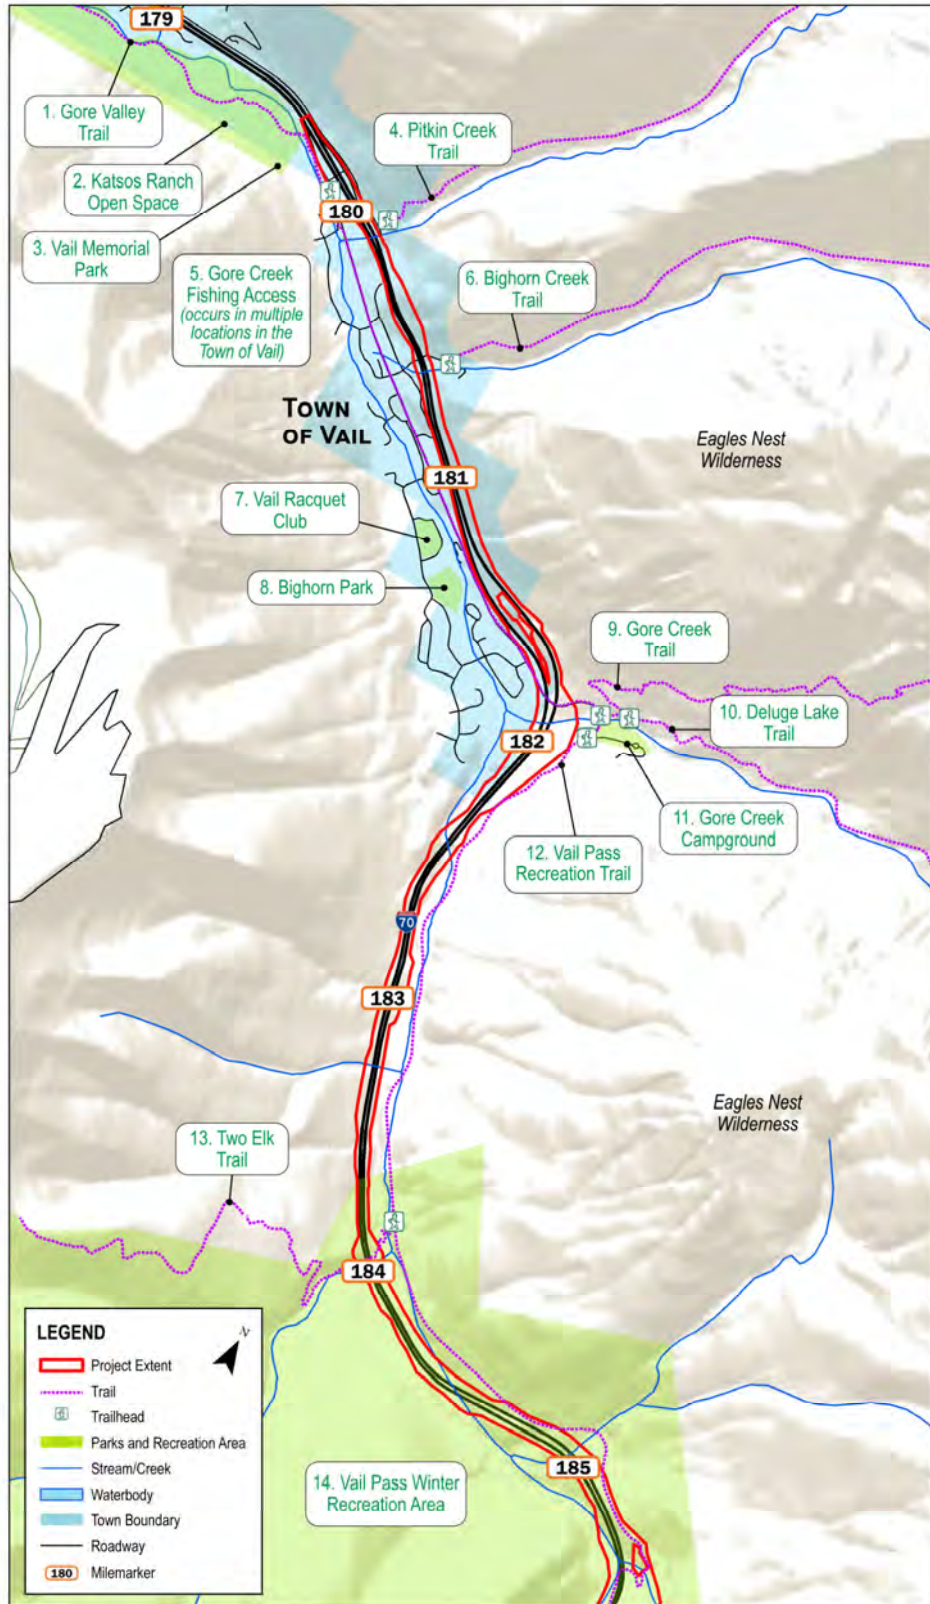 179
1. Gore Valley
Trail
2. Katsos Ranch
Open Space
3. Vail Memorial
Park
4. Pitkin Creek
Trail
180
5. Gore Creek
Fishing Access
(occurs in multiple
locations in the
Town of Vail)
6. Bighorn Creek
Trail
TOWN
OF VAIL
Eagles Nest
Wilderness
181
7. Vail Racquet
Club
8. Bighorn Park
9. Gore Creek
Trail
10. Deluge Lake
Trail
182
11. Gore Creek
Campground
12. Vail Pass
Recreation Trail
70
183
Eagles Nest
Wilderness
13. Two Elk
Trail
184
185
14. Vail Pass Winter
Recreation Area
LEGEND
N
Project Extent
Trail
Trailhead
Parks and Recreation Area
Stream/Creek
Waterbody
Town Boundary
Roadway
180 Milemarker